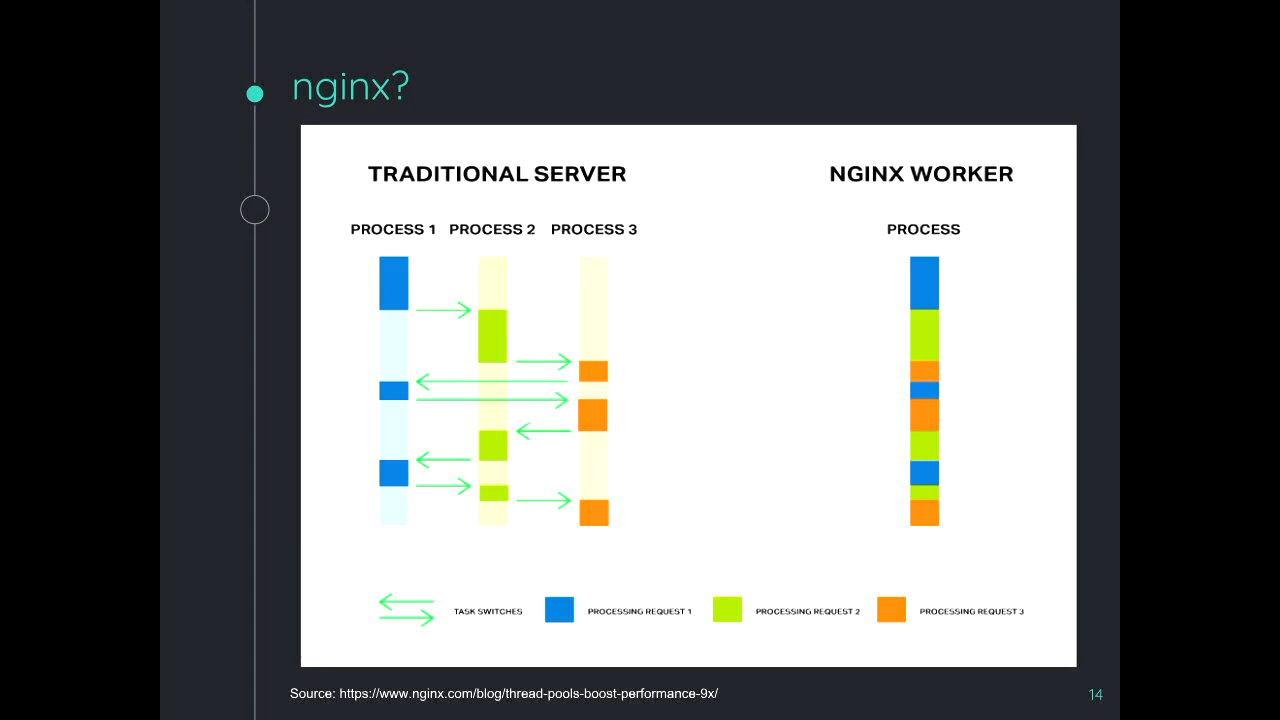 nginx?
TRADITIONAL SERVER
NGINX WORKER
PROCESS 1 PROCESS 2 PROCESS 3
PROCESS
TASK SWITCHES
PROCESSING REQUEST 1
PROCESSING REQUEST 2
PROCESSING REQUEST 3
Source: https://www.nginx.com/blog/thread-pools-boost-performance-9x/
14